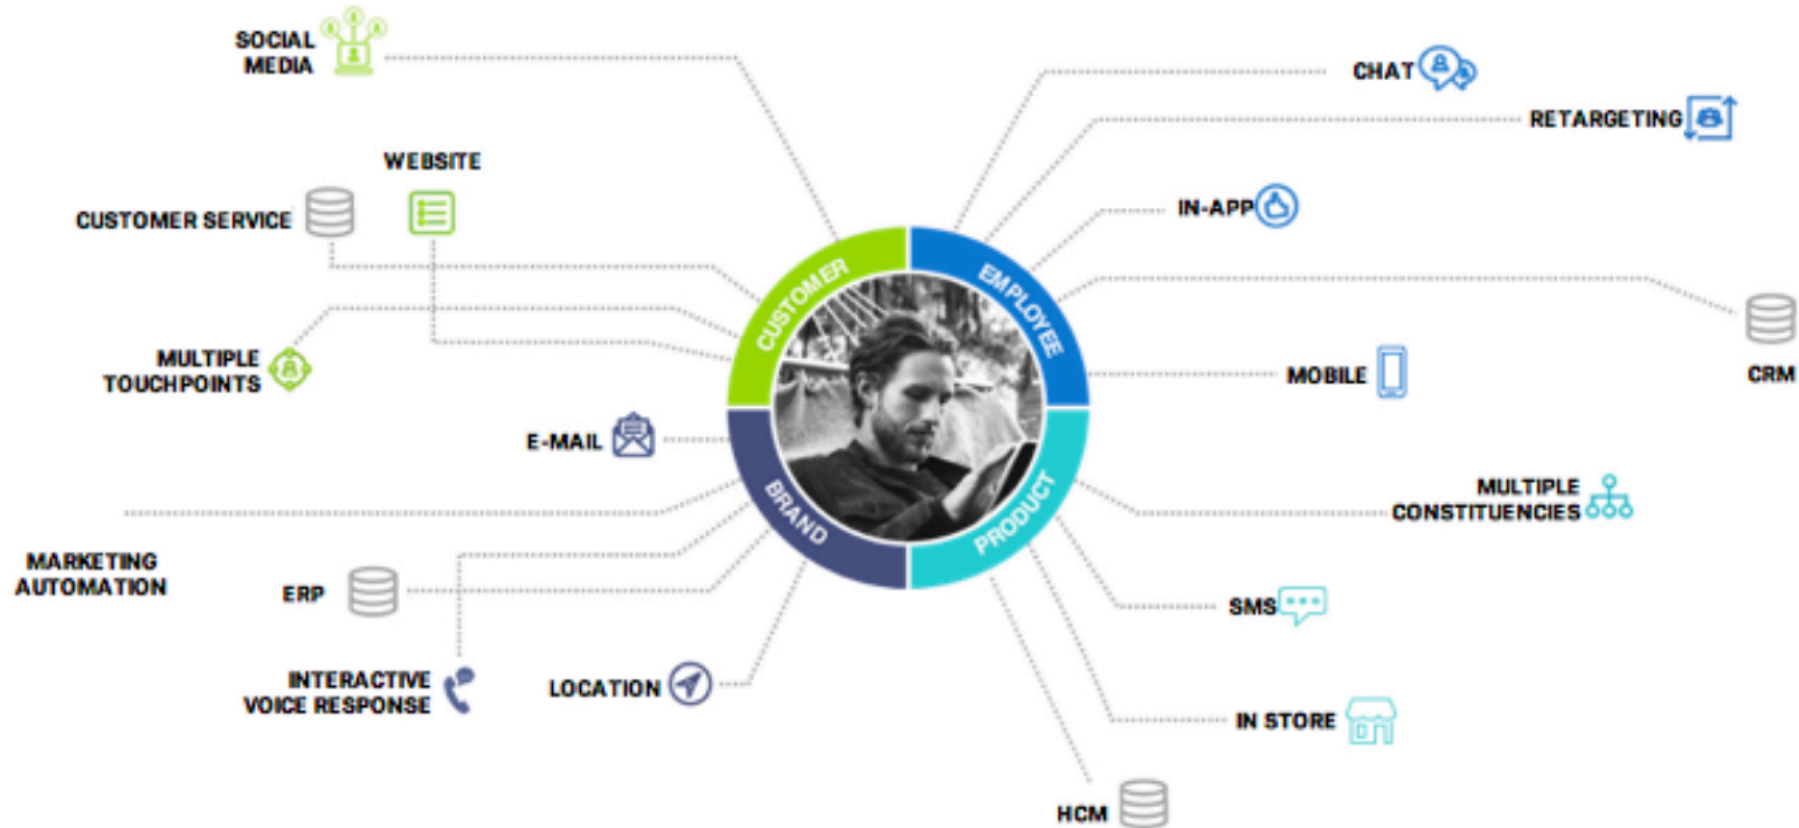 SOCIAL
MEDIA
CHAT
RETARGETING
WEBSITE
CUSTOMER SERVICE
IN-APP
CUSTOMER
EMPLOYEE
MULTIPLE
TOUCHPOINTS
MOBILE
CRM
E-MAIL
BRAND
PRODUCT
MULTIPLE
CONSTITUENCIES
MARKETING
AUTOMATION
ERP
SMS
INTERACTIVE
VOICE RESPONSE
LOCATION
IN STORE
HCM